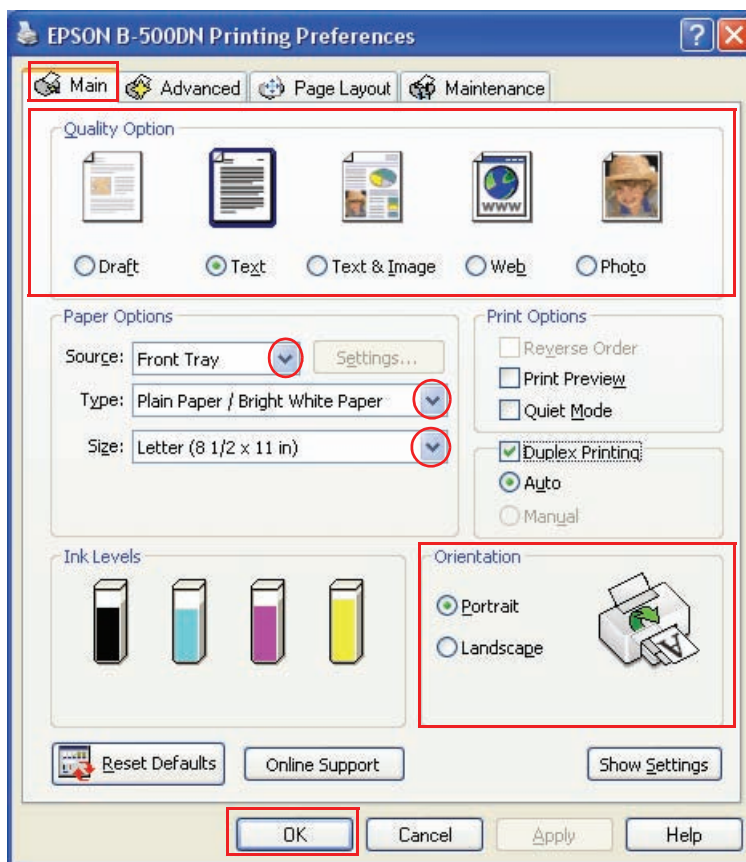 EPSON B-500DN Printing Preferences
Main Advanced Page Layout Maintenance
Quality Option
WWW
Draft Text Text & Image Web Photo
Paper Options
Source: Front Tray Settings...
Type: Plain Paper / Bright White Paper
Size: Letter (8 1/2 x 11 in)
Print Options
Reverse Order
Print Preview
Quiet Mode
Duplex Printing
Auto
Manual
Ink Levels
Orientation
Portrait
Landscape
A
Reset Defaults Online Support Show Settings
OK Cancel Apply Help